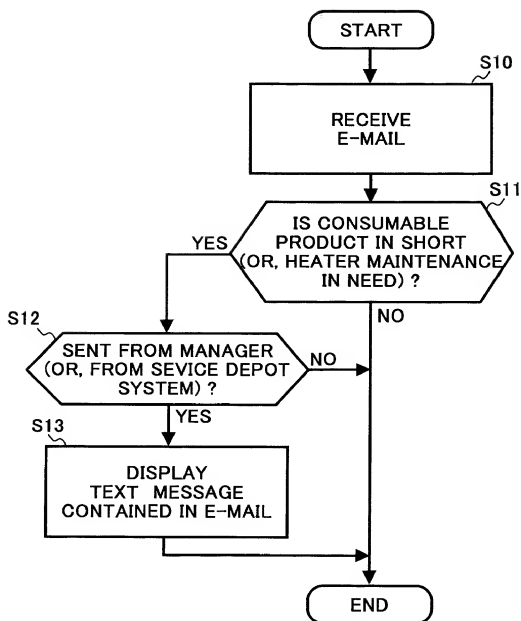 START
S10
RECEIVE
E-MAIL
S11
IS CONSUMABLE
PRODUCT IN SHORT
(OR, HEATER MAINTENANCE
IN NEED) ?
YES
NO
S12
SENT FROM MANAGER
(OR, FROM SEVICE DEPOT
SYSTEM) ?
NO
YES
S13
DISPLAY
TEXT MESSAGE
CONTAINED IN E-MAIL
END